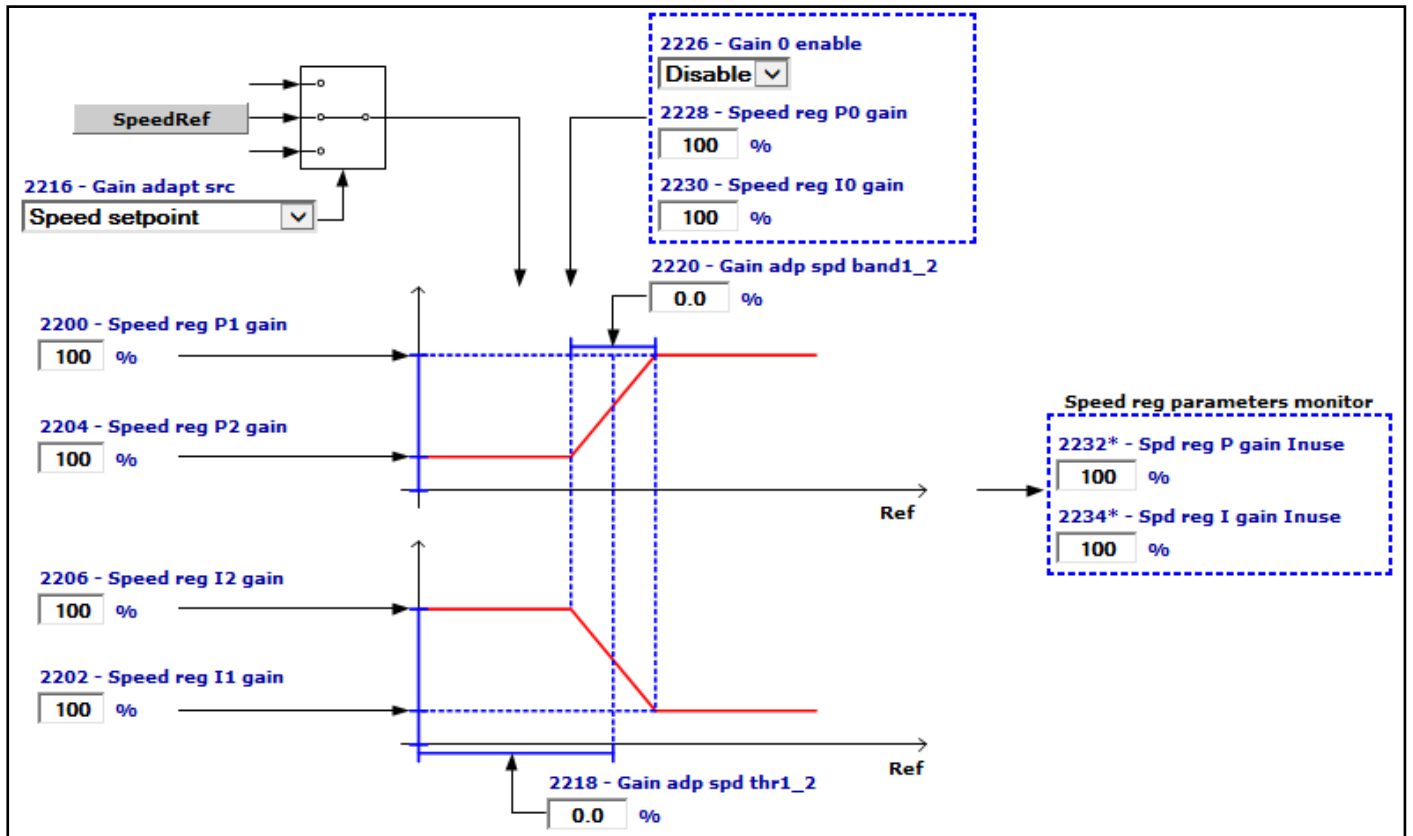 2226 - Gain 0 enable
Disable
2228 - Speed reg P0 gain
100 %
2230 - Speed reg I0 gain
100 %
SpeedRef
2216 - Gain adapt src
Speed setpoint
2220 - Gain adp spd band1_2
0.0 %
2200 - Speed reg P1 gain
100 %
2204 - Speed reg P2 gain
100 %
Ref
Speed reg parameters monitor
2232* - Spd reg P gain Inuse
100 %
2234* - Spd reg I gain Inuse
100 %
2206 - Speed reg I2 gain
100 %
2202 - Speed reg I1 gain
100 %
Ref
2218 - Gain adp spd thr1_2
0.0 %